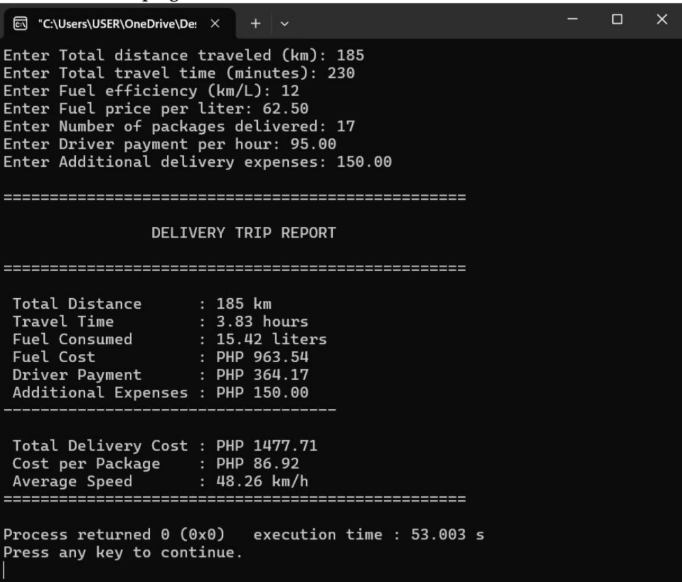 "C:\Users\USER\OneDrive\De:
Enter Total distance traveled (km): 185
Enter Total travel time (minutes): 230
Enter Fuel efficiency (km/L): 12
Enter Fuel price per liter: 62.50
Enter Number of packages delivered: 17
Enter Driver payment per hour: 95.00
Enter Additional delivery expenses: 150.00
==================================================
DELIVERY TRIP REPORT
==================================================
Total Distance : 185 km
Travel Time : 3.83 hours
Fuel Consumed : 15.42 liters
Fuel Cost : PHP 963.54
Driver Payment : PHP 364.17
Additional Expenses : PHP 150.00
------------------------------------
Total Delivery Cost : PHP 1477.71
Cost per Package : PHP 86.92
Average Speed : 48.26 km/h
==================================================
Process returned 0 (0x0) execution time : 53.003 s
Press any key to continue.